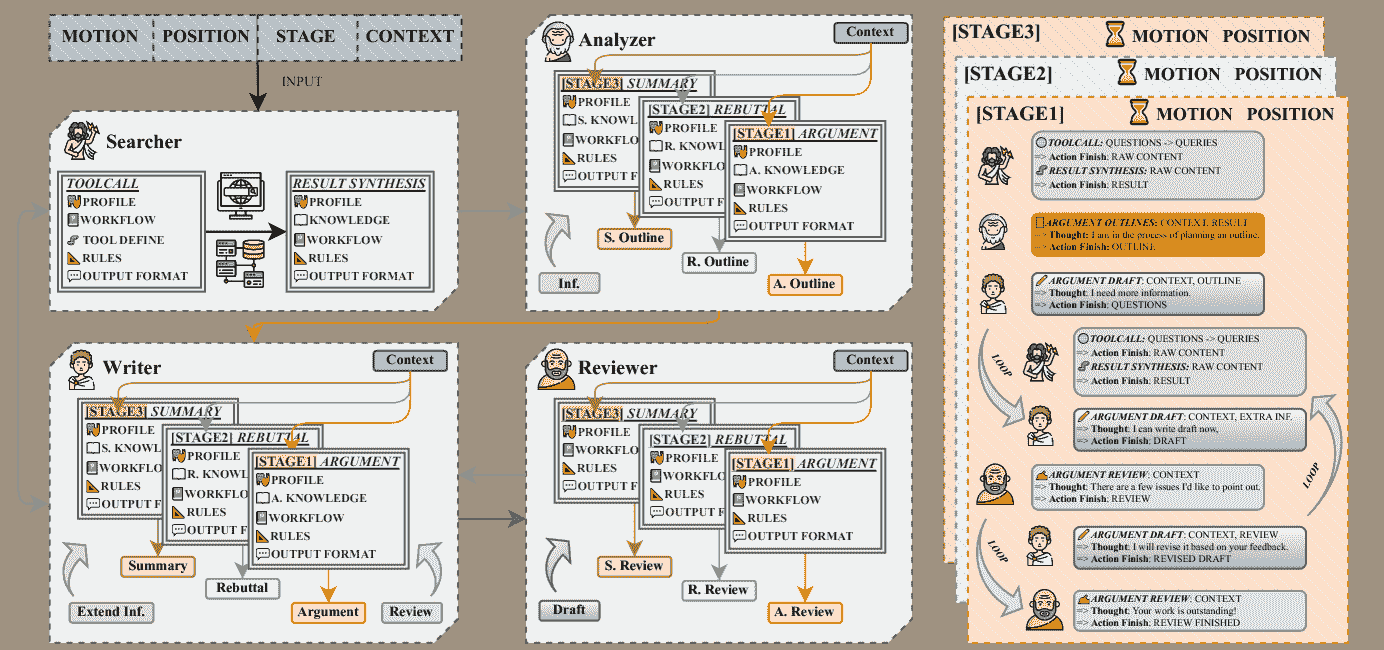 MOTION POSITION STAGE CONTEXT
INPUT
Searcher
TOOLCALL
PROFILE
WORKFLOW
TOOL DEFINE
RULES
OUTPUT FORMAT
RESULT SYNTHESIS
PROFILE
KNOWLEDGE
WORKFLOW
RULES
OUTPUT FORMAT
Analyzer
Context
[STAGE3] SUMMARY
PROFILE
S. KNOWL
WORKFLO
RULES
OUTPUT F
[STAGE2] REBUTTAL
PROFILE
R. KNOWL
WORKFLO
RULES
OUTPUT F
[STAGE1] ARGUMENT
PROFILE
A. KNOWLEDGE
WORKFLOW
RULES
OUTPUT FORMAT
Inf.
S. Outline
R. Outline
A. Outline
Writer
Context
[STAGE3] SUMMARY
PROFILE
S. KNOWL
WORKFLO
RULES
OUTPUT F
[STAGE2] REBUTTAL
PROFILE
R. KNOWL
WORKFLO
RULES
OUTPUT F
[STAGE1] ARGUMENT
PROFILE
A. KNOWLEDGE
WORKFLOW
RULES
OUTPUT FORMAT
Summary
Rebuttal
Extend Inf.
Argument
Review
Reviewer
Context
[STAGE3] SUMMARY
PROFILE
KNOWLE
WORKFLO
RULES
OUTPUT F
[STAGE2] REBUTTAL
PROFILE
KNOWLE
WORKFLO
RULES
OUTPUT F
[STAGE1] ARGUMENT
PROFILE
KNOWLEDGE
WORKFLOW
RULES
OUTPUT FORMAT
S. Review
R. Review
Draft
A. Review
[STAGE3] MOTION POSITION
[STAGE2] MOTION POSITION
[STAGE1] MOTION POSITION
TOOLCALL: QUESTIONS -> QUERIES
=> Action Finish: RAW CONTENT
RESULT SYNTHESIS: RAW CONTENT
=> Action Finish: RESULT
ARGUMENT OUTLINES: CONTEXT, RESULT
=> Thought: I am in the process of planning an outline.
=> Action Finish: OUTLINE
ARGUMENT DRAFT: CONTEXT, OUTLINE
=> Thought: I need more information.
=> Action Finish: QUESTIONS
LOOP
TOOLCALL: QUESTIONS -> QUERIES
=> Action Finish: RAW CONTENT
RESULT SYNTHESIS: RAW CONTENT
=> Action Finish: RESULT
ARGUMENT DRAFT: CONTEXT, EXTRA INF.
=> Thought: I can write draft now,
=> Action Finish: DRAFT
ARGUMENT REVIEW: CONTEXT
=> Thought: There are a few issues I'd like to point out.
=> Action Finish: REVIEW
LOOP
ARGUMENT DRAFT: CONTEXT, REVIEW
=> Thought: I will revise it based on your feedback.
=> Action Finish: REVISED DRAFT
LOOP
ARGUMENT REVIEW: CONTEXT
=> Thought: Your work is outstanding!
=> Action Finish: REVIEW FINISHED